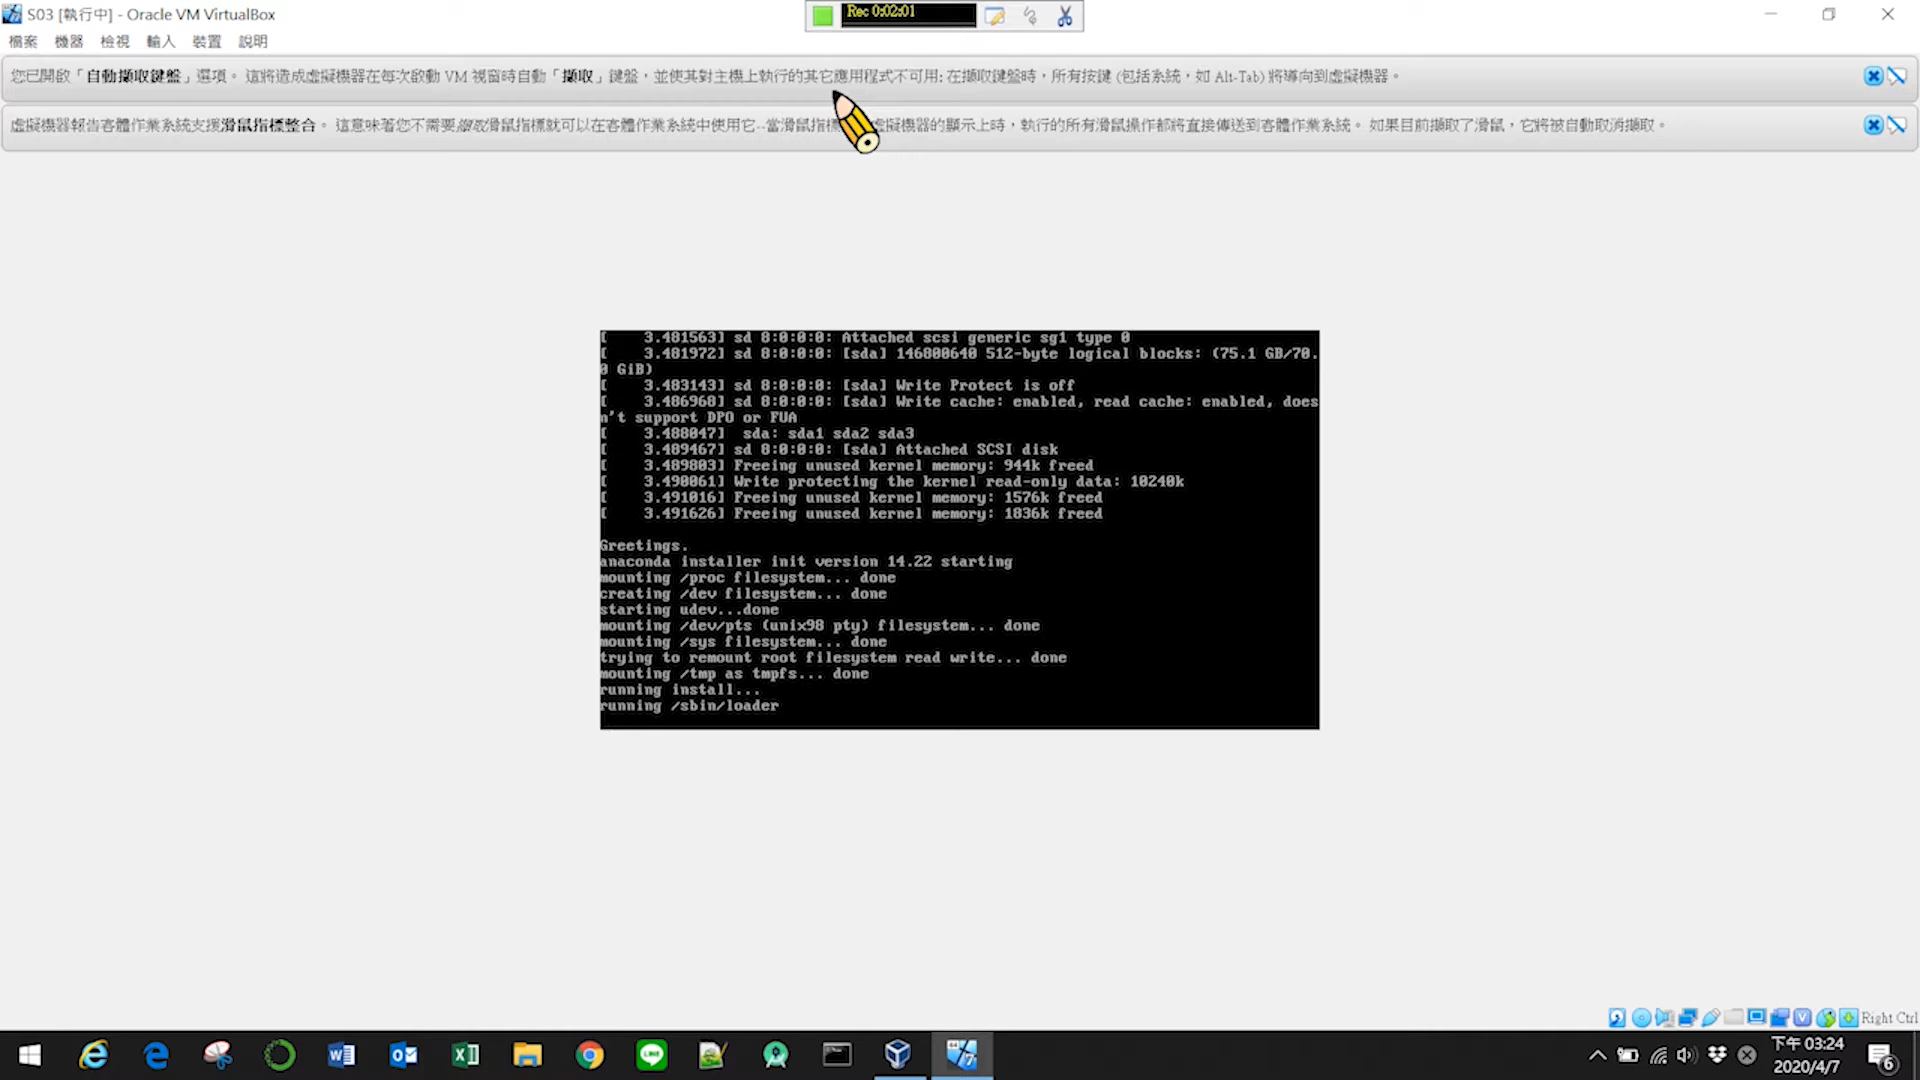 S03 [執行中] - Oracle VM VirtualBox
Rec 0:02:01
檔案 機器 檢視 輸入 裝置 說明
您已開啟「自動擷取鍵盤」選項。 這將造成虛擬機器在每次啟動 VM 視窗時自動「擷取」鍵盤，並使其對主機上執行的其它應用程式不可用; 在擷取鍵盤時，所有按鍵 (包括系統，如 Alt-Tab) 將導向到虛擬機器。
虛擬機器報告客體作業系統支援滑鼠指標整合。 這意味著您不需要擷取滑鼠指標就可以在客體作業系統中使用它--當滑鼠指標 虛擬機器的顯示上時，執行的所有滑鼠操作都將直接傳送到客體作業系統。 如果目前擷取了滑鼠，它將被自動取消擷取。
[ 3.481563] sd 8:0:0:0: Attached scsi generic sg1 type 0
[ 3.481972] sd 8:0:0:0: [sda] 146800640 512-byte logical blocks: (75.1 GB/70.
0 GiB)
[ 3.483143] sd 8:0:0:0: [sda] Write Protect is off
[ 3.486968] sd 8:0:0:0: [sda] Write cache: enabled, read cache: enabled, does
n't support DPO or FUA
[ 3.488047] sda: sda1 sda2 sda3
[ 3.489467] sd 8:0:0:0: [sda] Attached SCSI disk
[ 3.489803] Freeing unused kernel memory: 944k freed
[ 3.490061] Write protecting the kernel read-only data: 10240k
[ 3.491016] Freeing unused kernel memory: 1576k freed
[ 3.491626] Freeing unused kernel memory: 1836k freed
Greetings.
anaconda installer init version 14.22 starting
mounting /proc filesystem... done
creating /dev filesystem... done
starting udev...done
mounting /dev/pts (unix98 pty) filesystem... done
mounting /sys filesystem... done
trying to remount root filesystem read write... done
mounting /tmp as tmpfs... done
running install...
running /sbin/loader
Right Ctrl
下午 03:24
2020/4/7
6